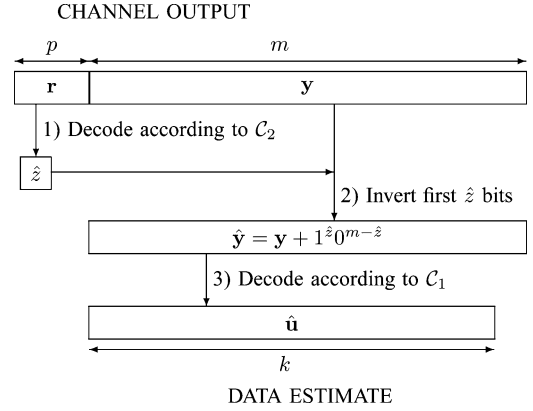 CHANNEL OUTPUT
p m
r y
1) Decode according to 𝒞₂
ẑ
2) Invert first ẑ bits
ŷ = y + 1^ẑ 0^{m−ẑ}
3) Decode according to 𝒞₁
û
k
DATA ESTIMATE